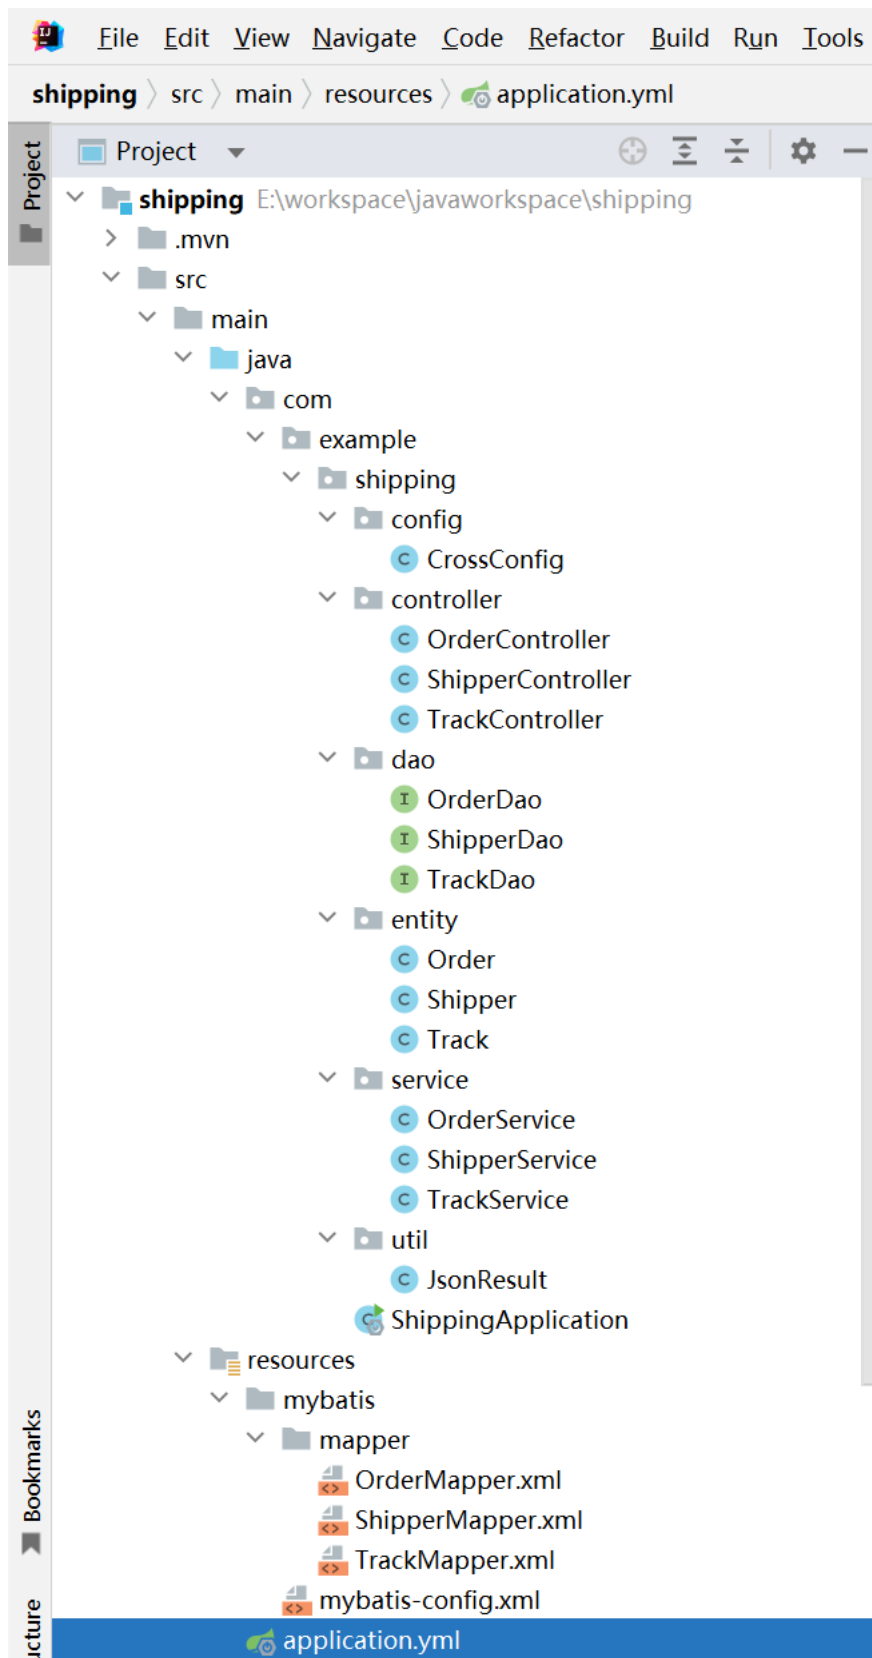 File Edit View Navigate Code Refactor Build Run Tools
shipping src main resources application.yml
Project
Project
shipping E:\workspace\javaworkspace\shipping
.mvn
src
main
java
com
example
shipping
config
CrossConfig
controller
OrderController
ShipperController
TrackController
dao
OrderDao
ShipperDao
TrackDao
entity
Order
Shipper
Track
service
OrderService
ShipperService
TrackService
util
JsonResult
ShippingApplication
resources
mybatis
mapper
Bookmarks
OrderMapper.xml
ShipperMapper.xml
TrackMapper.xml
mybatis-config.xml
application.yml